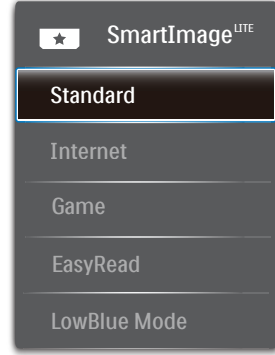 SmartImage LITE
Standard
Internet
Game
EasyRead
LowBlue Mode